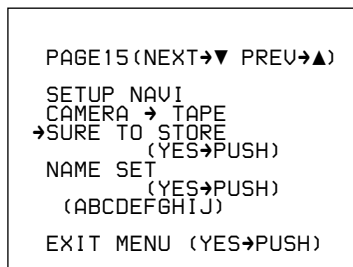 PAGE15(NEXT→▼ PREV→▲)
SETUP NAVI
CAMERA → TAPE
→SURE TO STORE
(YES→PUSH)
NAME SET
(YES→PUSH)
(ABCDEFGHIJ)
EXIT MENU (YES→PUSH)